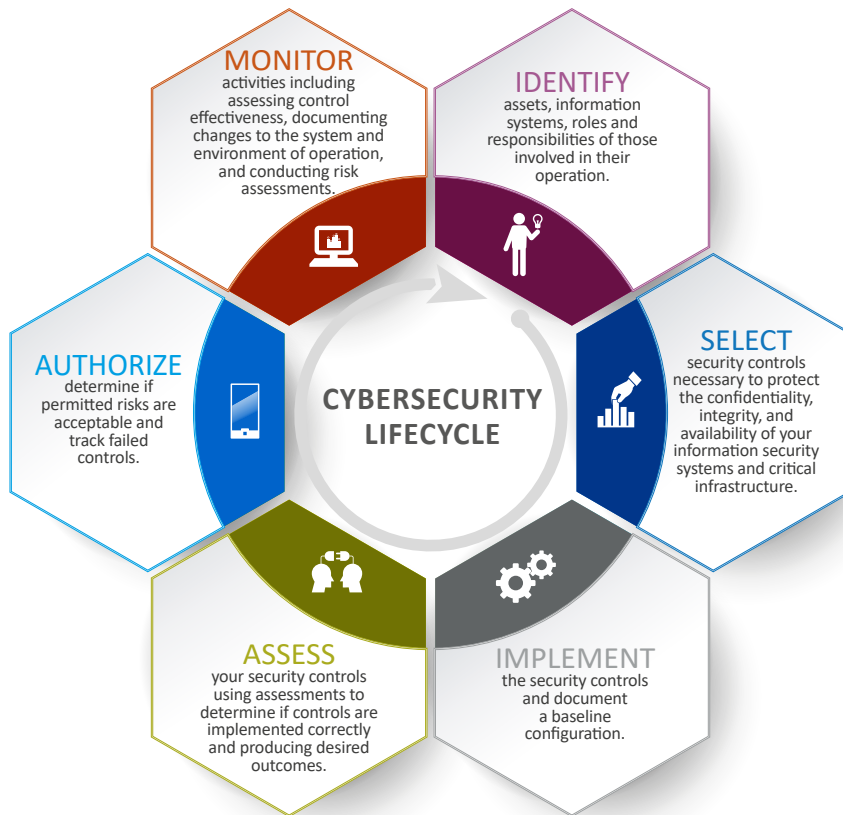 MONITOR
activities including
assessing control
effectiveness, documenting
changes to the system and
environment of operation,
and conducting risk
assessments.
IDENTIFY
assets, information
systems, roles and
responsibilities of those
involved in their
operation.
SELECT
security controls
necessary to protect
the confidentiality,
integrity, and
availability of your
information security
systems and critical
infrastructure.
IMPLEMENT
the security controls
and document
a baseline
configuration.
ASSESS
your security controls
using assessments to
determine if controls are
implemented correctly
and producing desired
outcomes.
AUTHORIZE
determine if
permitted risks are
acceptable and
track failed
controls.
CYBERSECURITY
LIFECYCLE